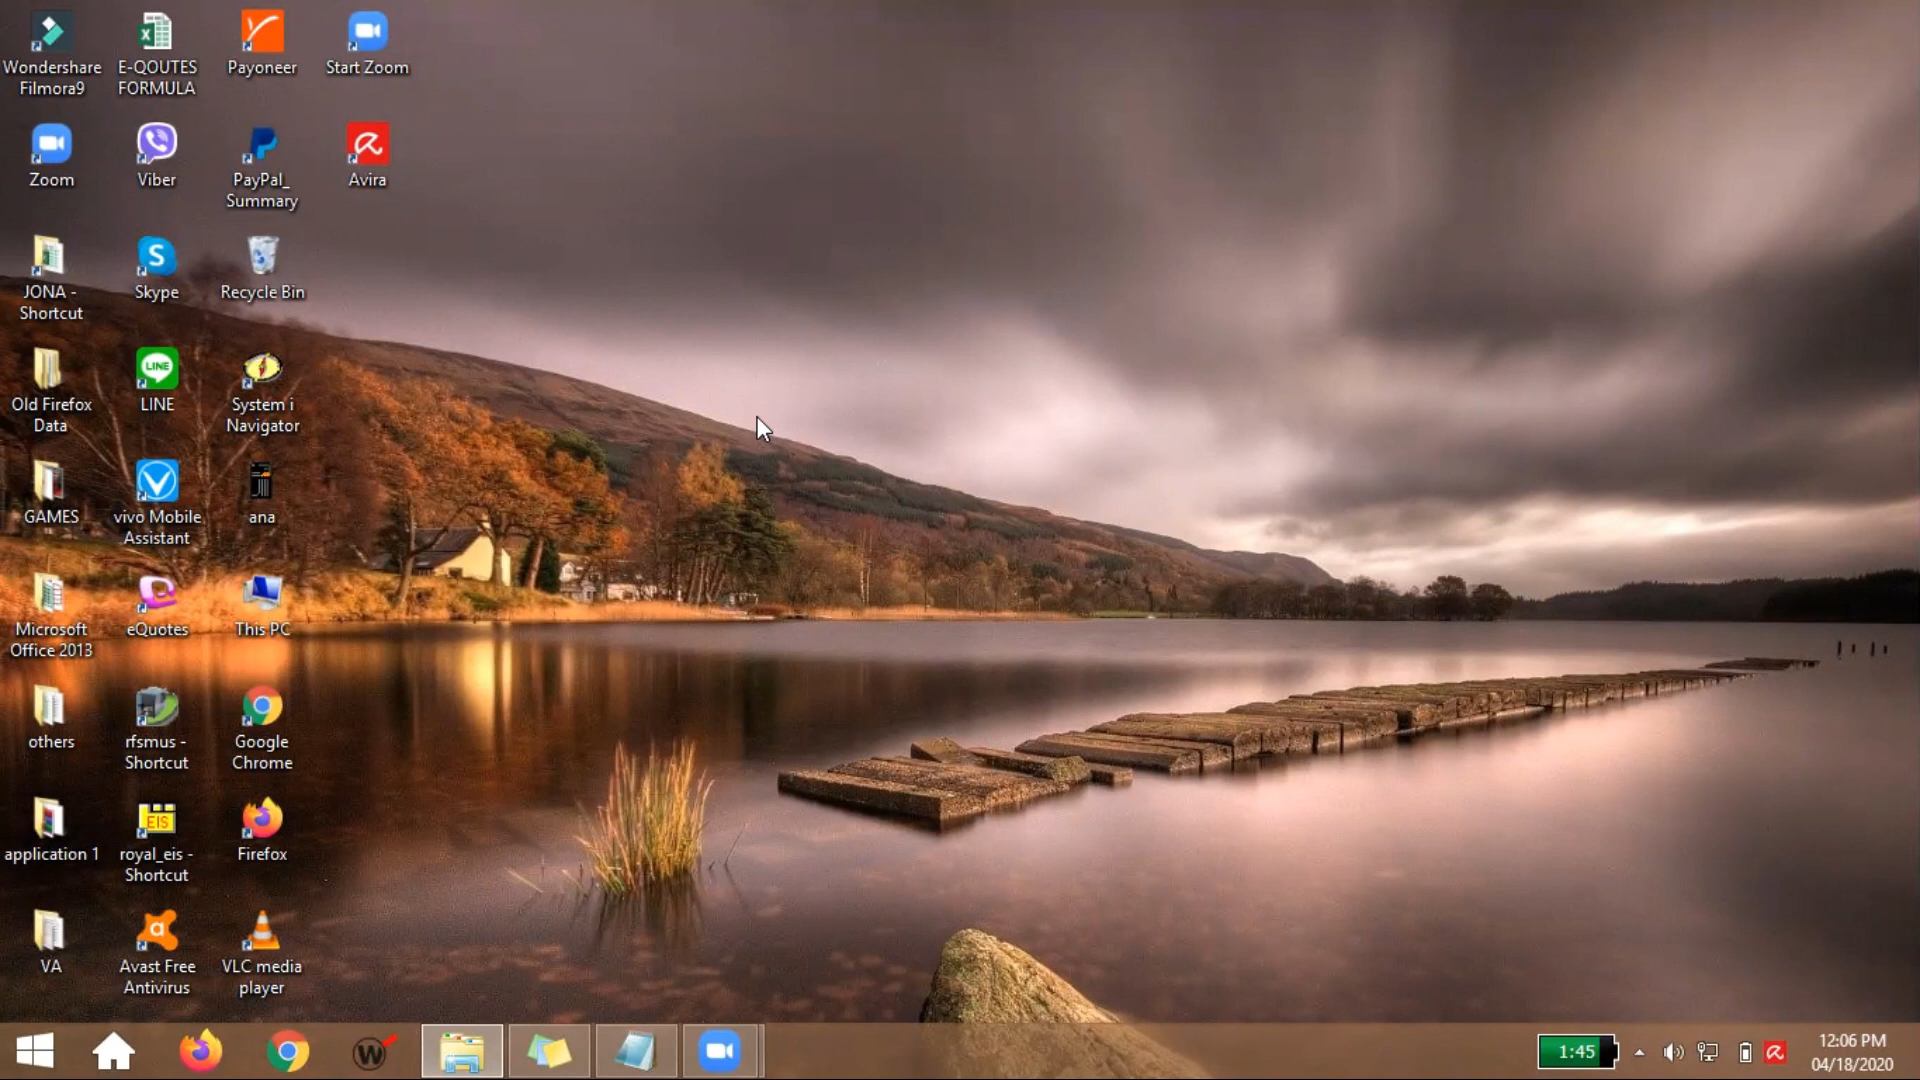 Wondershare
Filmora9
E-QOUTES
FORMULA
Payoneer
Start Zoom
Zoom
Viber
PayPal_
Summary
Avira
JONA -
Shortcut
Skype
Recycle Bin
Old Firefox
Data
LINE
LINE
System i
Navigator
GAMES
vivo Mobile
Assistant
ana
Microsoft
Office 2013
eQuotes
This PC
others
rfsmus -
Shortcut
Google
Chrome
application 1
EIS
royal_eis -
Shortcut
Firefox
VA
Avast Free
Antivirus
VLC media
player
W
1:45
12:06 PM
04/18/2020